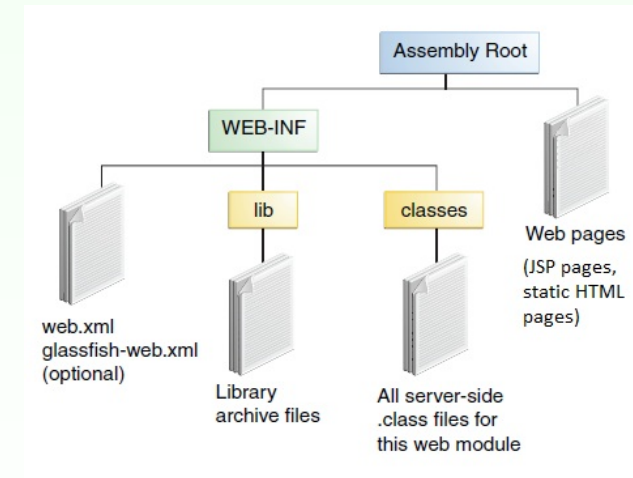 Assembly Root
WEB-INF
lib
classes
Web pages
(JSP pages,
static HTML
pages)
web.xml
glassfish-web.xml
(optional)
Library
archive files
All server-side
.class files for
this web module